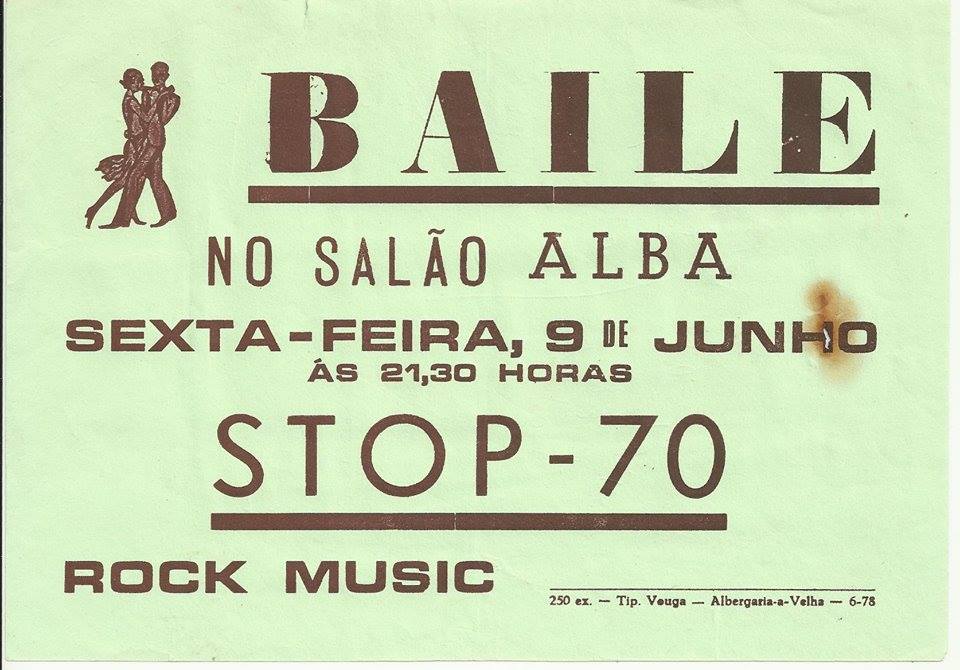 BAILE
NO SALÃO ALBA
SEXTA-FEIRA, 9 DE JUNHO
ÁS 21,30 HORAS
STOP-70
ROCK MUSIC
250 ex. — Tip. Vouga — Albergaria-a-Velha — 6-78